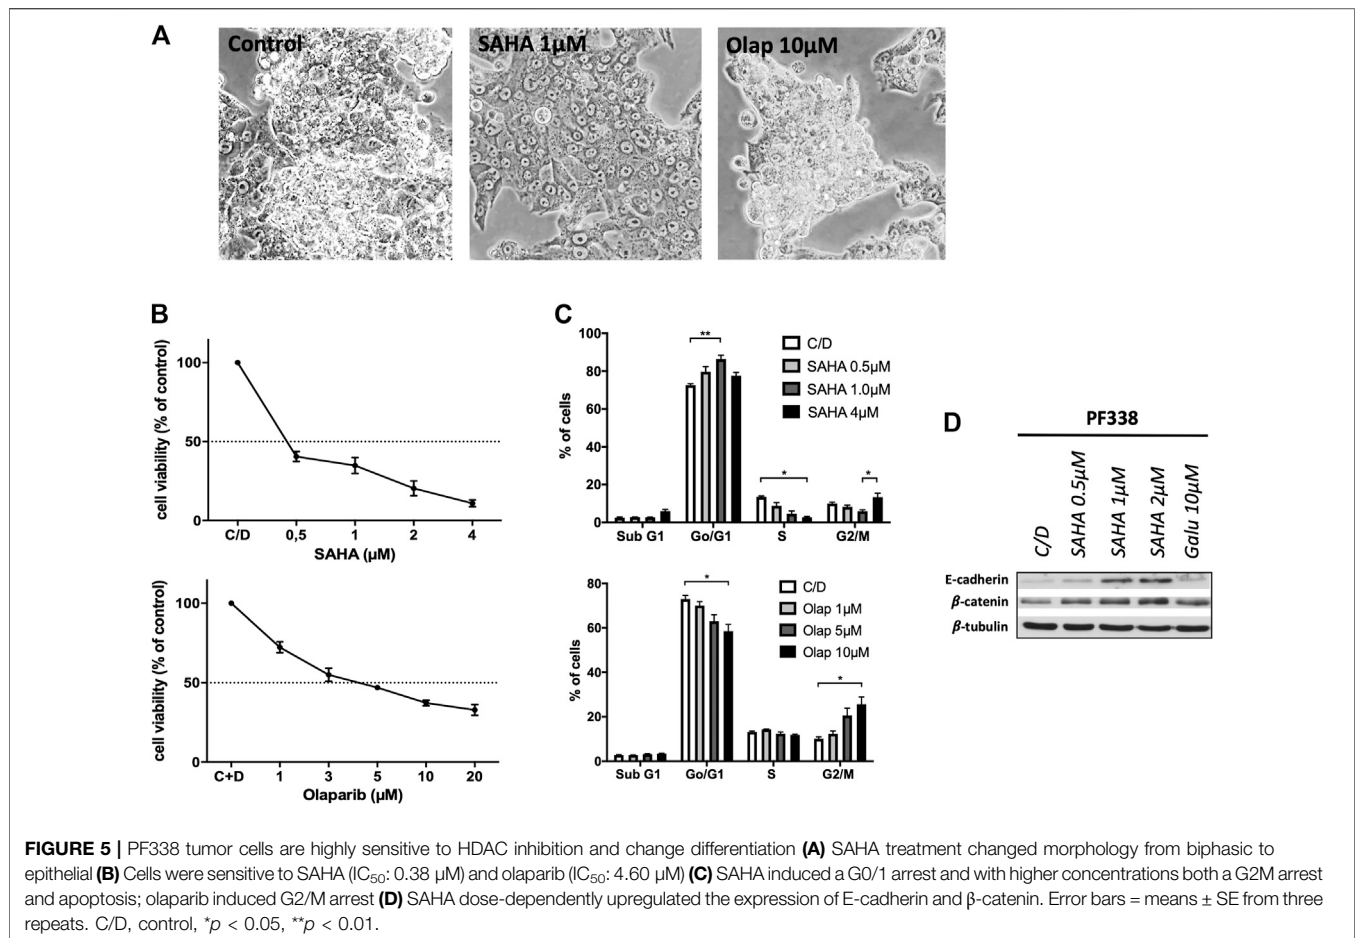 A
Control
SAHA 1µM
Olap 10µM
B
cell viability (% of control)
100
50
0
C/D
0,5
1
2
4
SAHA (µM)
cell viability (% of control)
100
50
0
C+D
1
3
5
10
20
Olaparib (µM)
C
% of cells
100
80
60
40
20
0
**
*
*
C/D
SAHA 0.5µM
SAHA 1.0µM
SAHA 4µM
Sub G1
Go/G1
S
G2/M
% of cells
80
60
40
20
0
*
*
C/D
Olap 1µM
Olap 5µM
Olap 10µM
Sub G1
Go/G1
S
G2/M
D
PF338
C/D
SAHA 0.5µM
SAHA 1µM
SAHA 2µM
Galu 10µM
E-cadherin
β-catenin
β-tubulin
FIGURE 5 | PF338 tumor cells are highly sensitive to HDAC inhibition and change differentiation (A) SAHA treatment changed morphology from biphasic to
epithelial (B) Cells were sensitive to SAHA (IC50: 0.38 µM) and olaparib (IC50: 4.60 µM) (C) SAHA induced a G0/1 arrest and with higher concentrations both a G2M arrest
and apoptosis; olaparib induced G2/M arrest (D) SAHA dose-dependently upregulated the expression of E-cadherin and β-catenin. Error bars = means ± SE from three
repeats. C/D, control, *p < 0.05, **p < 0.01.